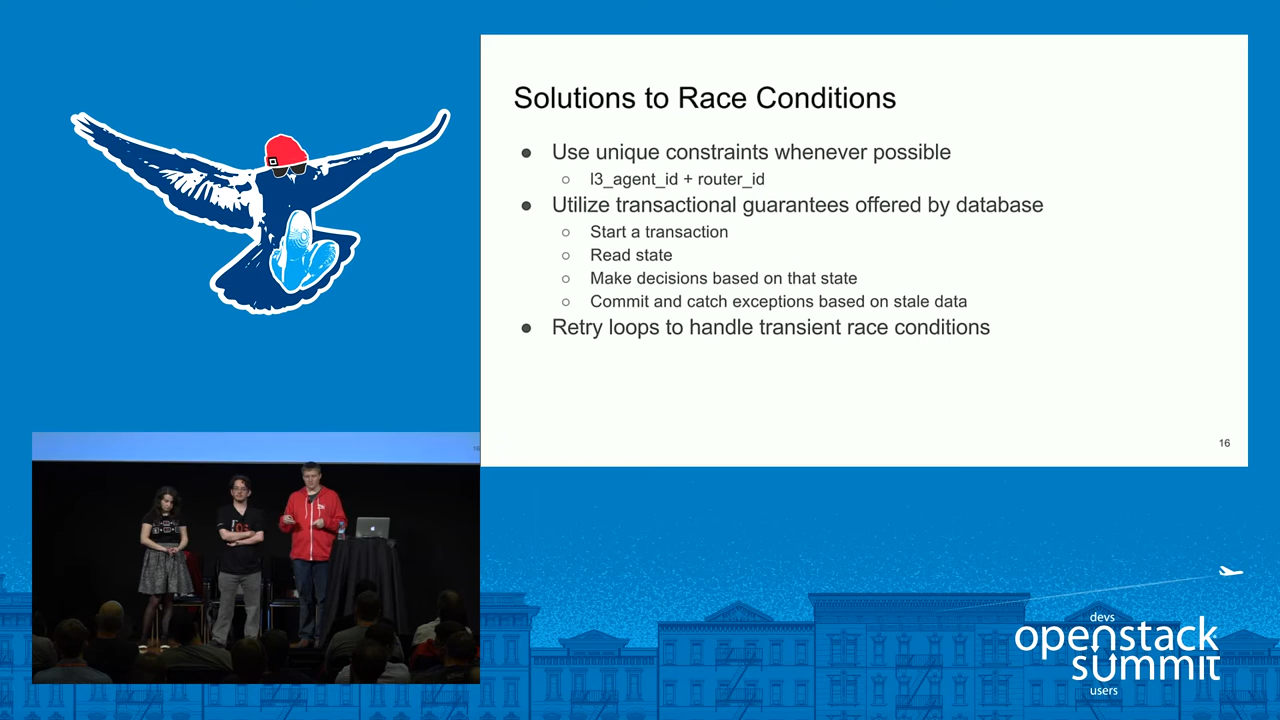 Solutions to Race Conditions
● Use unique constraints whenever possible
○ l3_agent_id + router_id
● Utilize transactional guarantees offered by database
○ Start a transaction
○ Read state
○ Make decisions based on that state
○ Commit and catch exceptions based on stale data
● Retry loops to handle transient race conditions
16
devs
openstack
summit
users